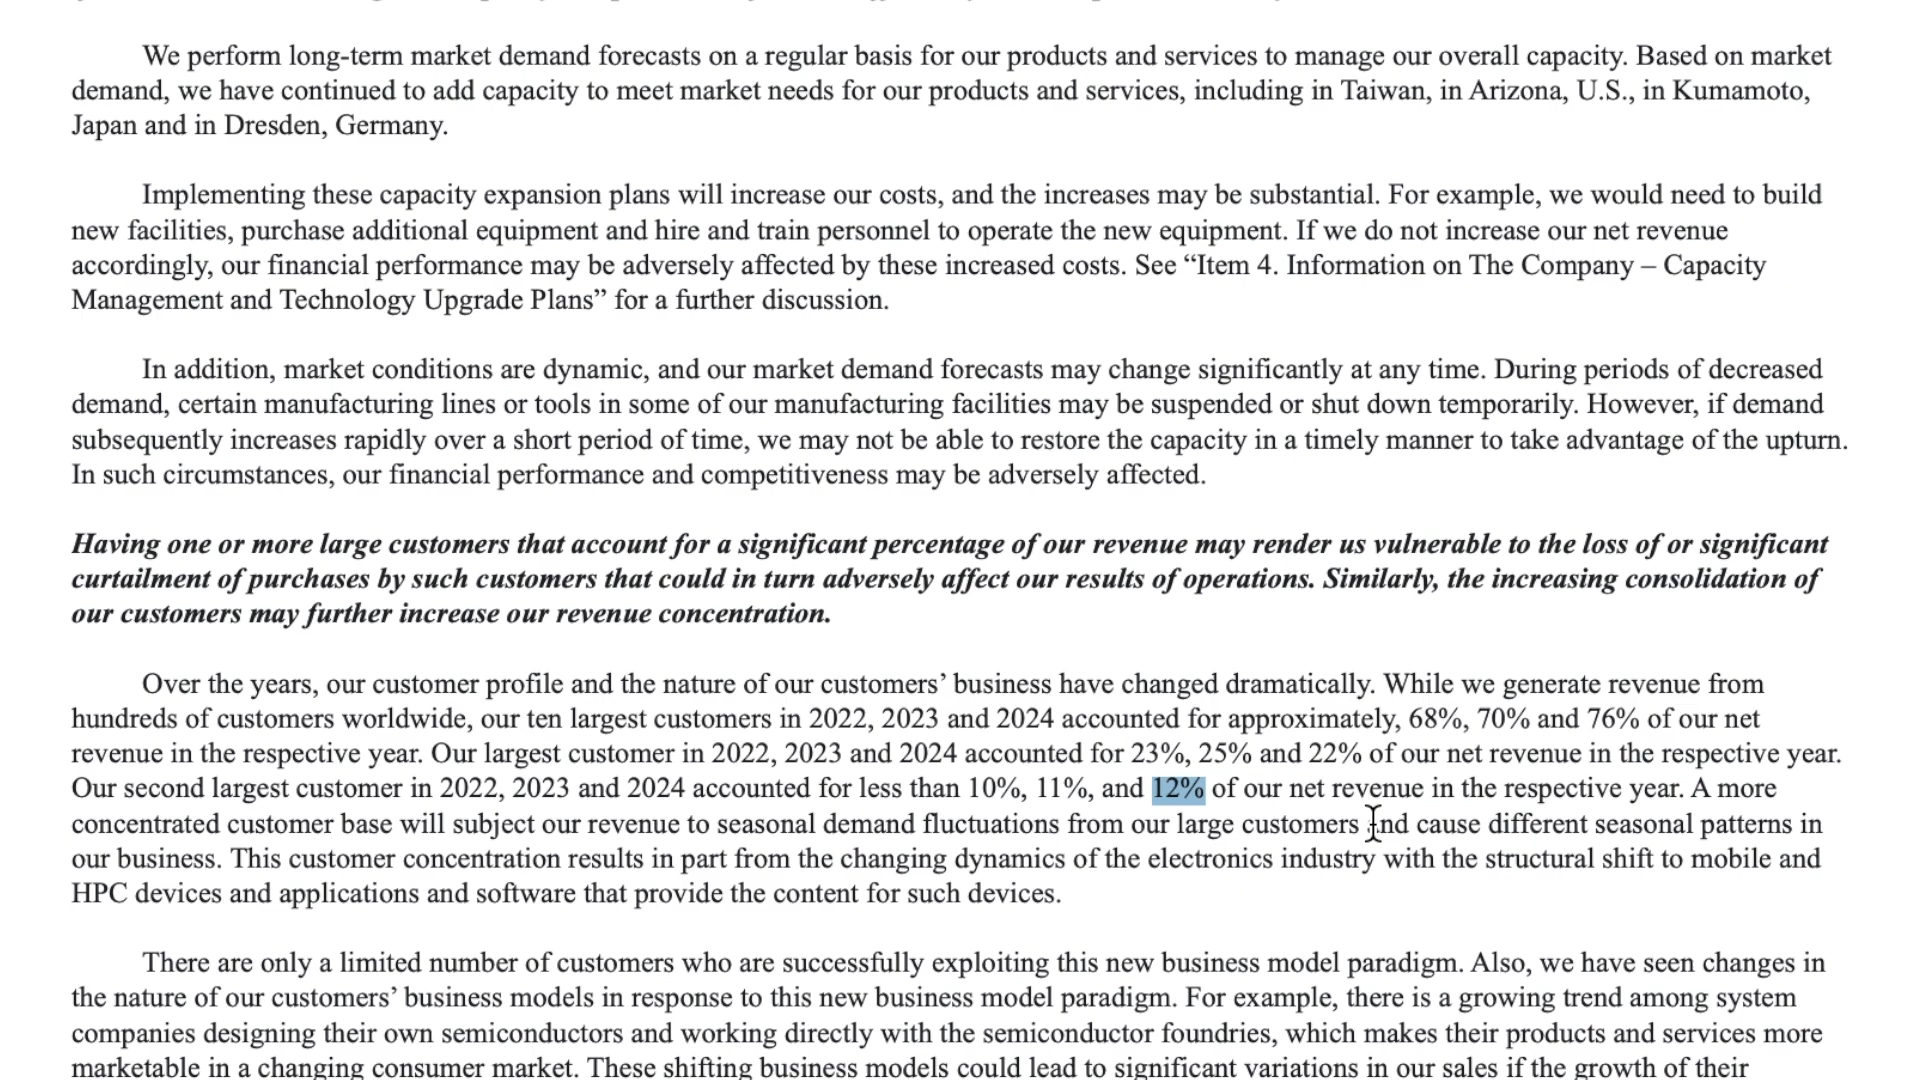 We perform long-term market demand forecasts on a regular basis for our products and services to manage our overall capacity. Based on market
demand, we have continued to add capacity to meet market needs for our products and services, including in Taiwan, in Arizona, U.S., in Kumamoto,
Japan and in Dresden, Germany.
Implementing these capacity expansion plans will increase our costs, and the increases may be substantial. For example, we would need to build
new facilities, purchase additional equipment and hire and train personnel to operate the new equipment. If we do not increase our net revenue
accordingly, our financial performance may be adversely affected by these increased costs. See “Item 4. Information on The Company – Capacity
Management and Technology Upgrade Plans” for a further discussion.
In addition, market conditions are dynamic, and our market demand forecasts may change significantly at any time. During periods of decreased
demand, certain manufacturing lines or tools in some of our manufacturing facilities may be suspended or shut down temporarily. However, if demand
subsequently increases rapidly over a short period of time, we may not be able to restore the capacity in a timely manner to take advantage of the upturn.
In such circumstances, our financial performance and competitiveness may be adversely affected.
Having one or more large customers that account for a significant percentage of our revenue may render us vulnerable to the loss of or significant
curtailment of purchases by such customers that could in turn adversely affect our results of operations. Similarly, the increasing consolidation of
our customers may further increase our revenue concentration.
Over the years, our customer profile and the nature of our customers’ business have changed dramatically. While we generate revenue from
hundreds of customers worldwide, our ten largest customers in 2022, 2023 and 2024 accounted for approximately, 68%, 70% and 76% of our net
revenue in the respective year. Our largest customer in 2022, 2023 and 2024 accounted for 23%, 25% and 22% of our net revenue in the respective year.
Our second largest customer in 2022, 2023 and 2024 accounted for less than 10%, 11%, and 12% of our net revenue in the respective year. A more
concentrated customer base will subject our revenue to seasonal demand fluctuations from our large customers and cause different seasonal patterns in
our business. This customer concentration results in part from the changing dynamics of the electronics industry with the structural shift to mobile and
HPC devices and applications and software that provide the content for such devices.
There are only a limited number of customers who are successfully exploiting this new business model paradigm. Also, we have seen changes in
the nature of our customers’ business models in response to this new business model paradigm. For example, there is a growing trend among system
companies designing their own semiconductors and working directly with the semiconductor foundries, which makes their products and services more
marketable in a changing consumer market. These shifting business models could lead to significant variations in our sales if the growth of their